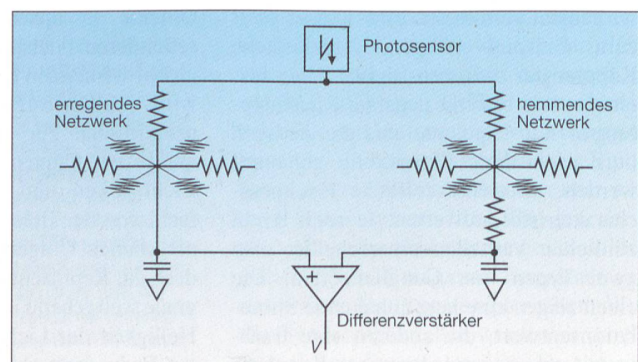 Photosensor
erregendes
Netzwerk
hemmendes
Netzwerk
+ −
Differenzverstärker
V